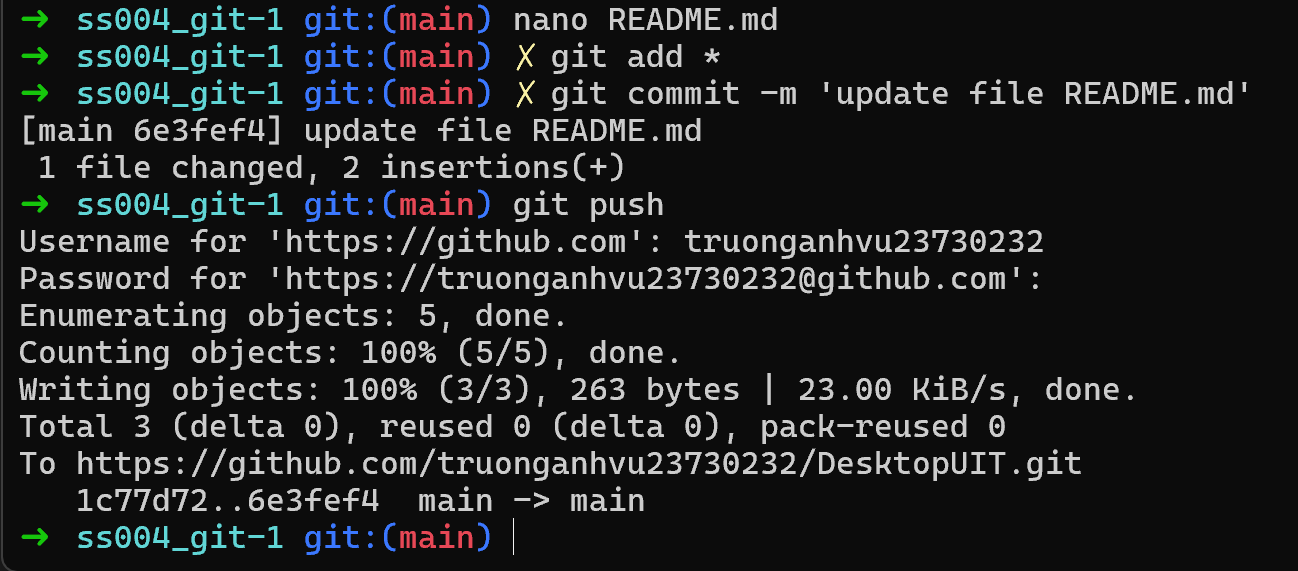 → ss004_git-1 git:(main) nano README.md
→ ss004_git-1 git:(main) ✗ git add *
→ ss004_git-1 git:(main) ✗ git commit -m 'update file README.md'
[main 6e3fef4] update file README.md
 1 file changed, 2 insertions(+)
→ ss004_git-1 git:(main) git push
Username for 'https://github.com': truonganhvu23730232
Password for 'https://truonganhvu23730232@github.com':
Enumerating objects: 5, done.
Counting objects: 100% (5/5), done.
Writing objects: 100% (3/3), 263 bytes | 23.00 KiB/s, done.
Total 3 (delta 0), reused 0 (delta 0), pack-reused 0
To https://github.com/truonganhvu23730232/DesktopUIT.git
   1c77d72..6e3fef4  main -> main
→ ss004_git-1 git:(main)